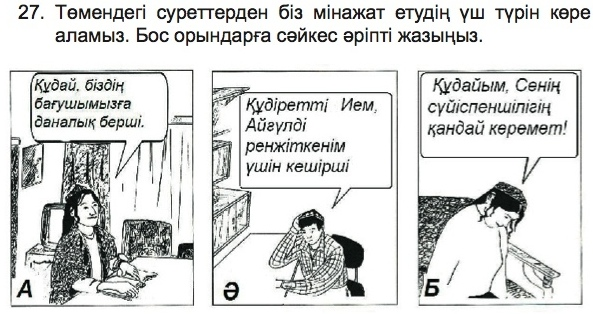 27. Төмендегі суреттерден біз мінажат етудің үш түрін көре
аламыз. Бос орындарға сәйкес әріпті жазыңыз.
Құдай, біздің
бағушымызға
даналық берші.
А
Құдіретті Ием,
Айгүлді
ренжіткенім
үшін кешірші
Ә
Құдайым, Сенің
сүйіспеншілігің
қандай керемет!
Б